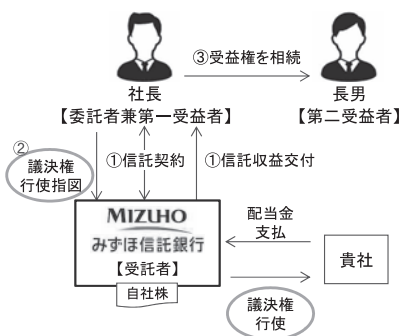 ③受益権を相続
社長
【委託者兼第一受益者】
長男
【第二受益者】
②
議決権
行使指図
①信託契約
①信託収益交付
MIZUHO
みずほ信託銀行
【受託者】
自社株
配当金
支払
貴社
議決権
行使